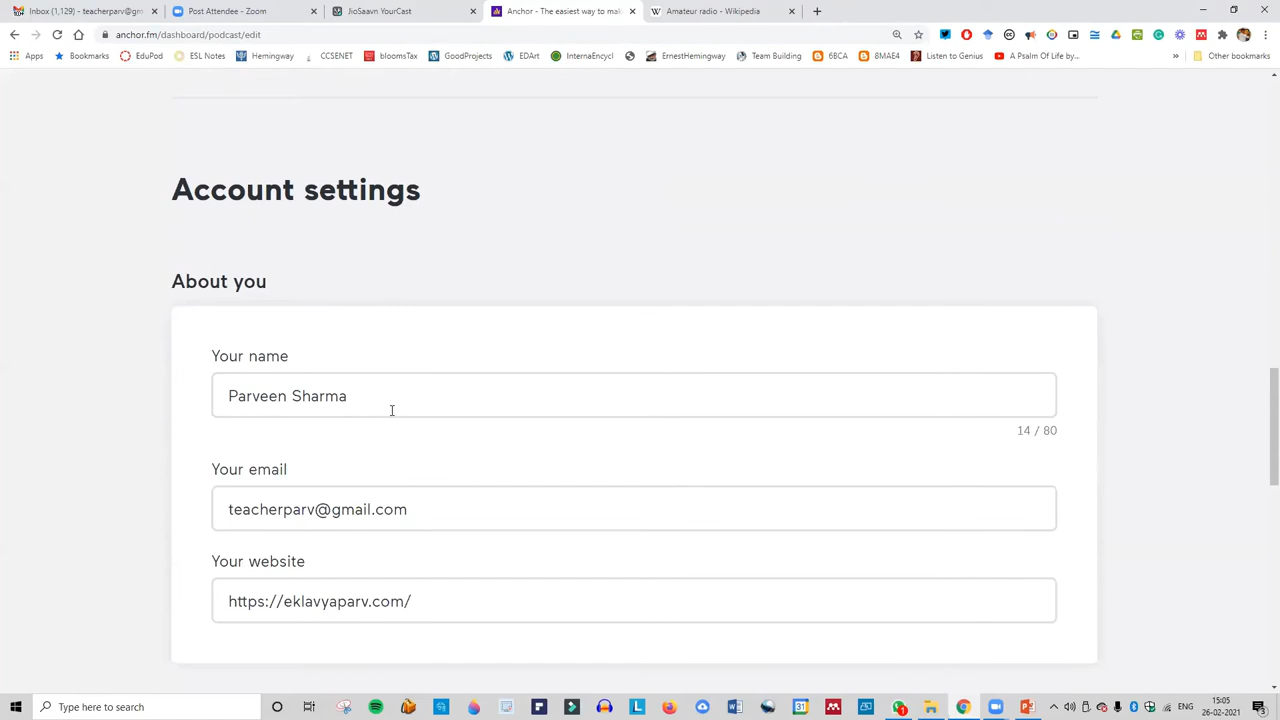 Inbox (1,129) - teacherparv@gm
Post Attendee - Zoom
JioSaavn YourCast
Anchor - The easiest way to mak
Amateur radio - Wikipedia
anchor.fm/dashboard/podcast/edit
Apps
Bookmarks
EduPod
ESL Notes
Hemingway
CCSENET
bloomsTax
GoodProjects
EDArt
InternaEncycl
ErnestHemingway
Team Building
6BCA
8MAE4
Listen to Genius
A Psalm Of Life by...
Other bookmarks
Account settings
About you
Your name
Parveen Sharma
14 / 80
Your email
teacherparv@gmail.com
Your website
https://eklavyaparv.com/
Type here to search
ENG
15:05
26-02-2021